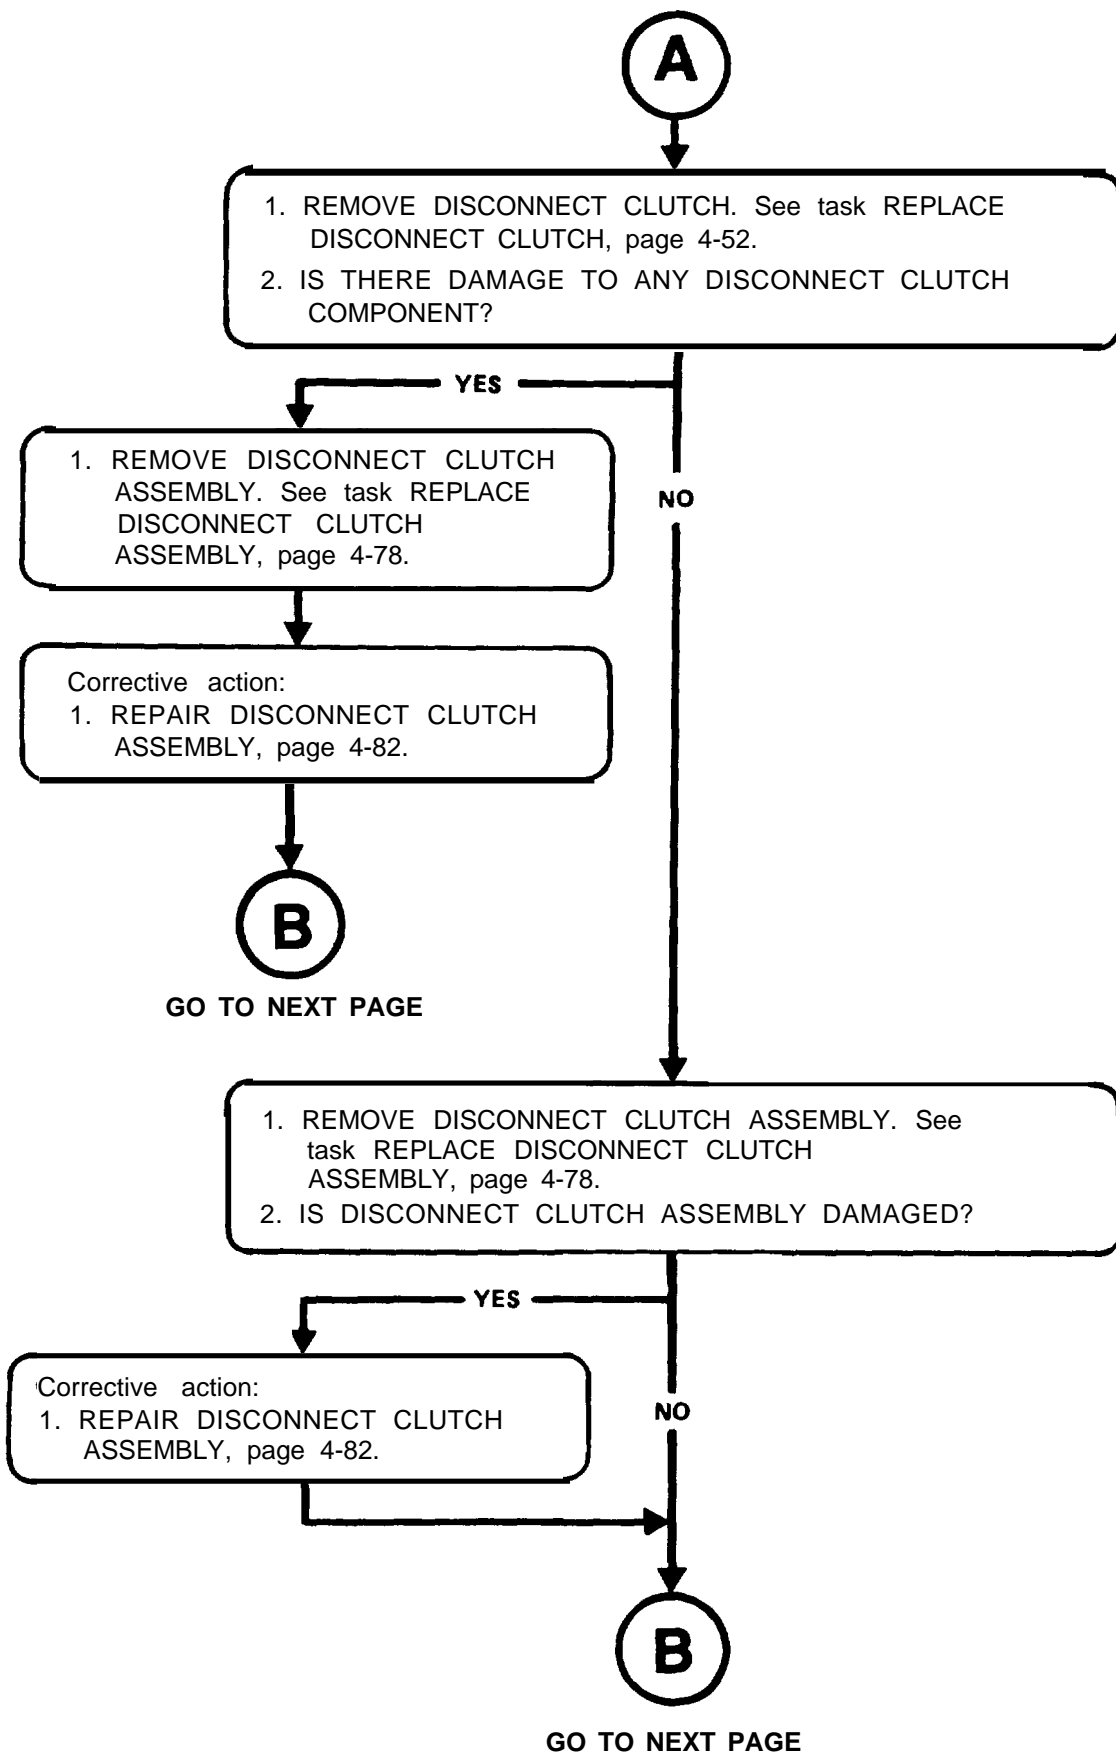 A
1. REMOVE DISCONNECT CLUTCH. See task REPLACE
DISCONNECT CLUTCH, page 4-52.
2. IS THERE DAMAGE TO ANY DISCONNECT CLUTCH
COMPONENT?
YES
1. REMOVE DISCONNECT CLUTCH
ASSEMBLY. See task REPLACE
DISCONNECT CLUTCH
ASSEMBLY, page 4-78.
NO
Corrective action:
1. REPAIR DISCONNECT CLUTCH
ASSEMBLY, page 4-82.
B
GO TO NEXT PAGE
1. REMOVE DISCONNECT CLUTCH ASSEMBLY. See
task REPLACE DISCONNECT CLUTCH
ASSEMBLY, page 4-78.
2. IS DISCONNECT CLUTCH ASSEMBLY DAMAGED?
YES
Corrective action:
1. REPAIR DISCONNECT CLUTCH
ASSEMBLY, page 4-82.
NO
B
GO TO NEXT PAGE